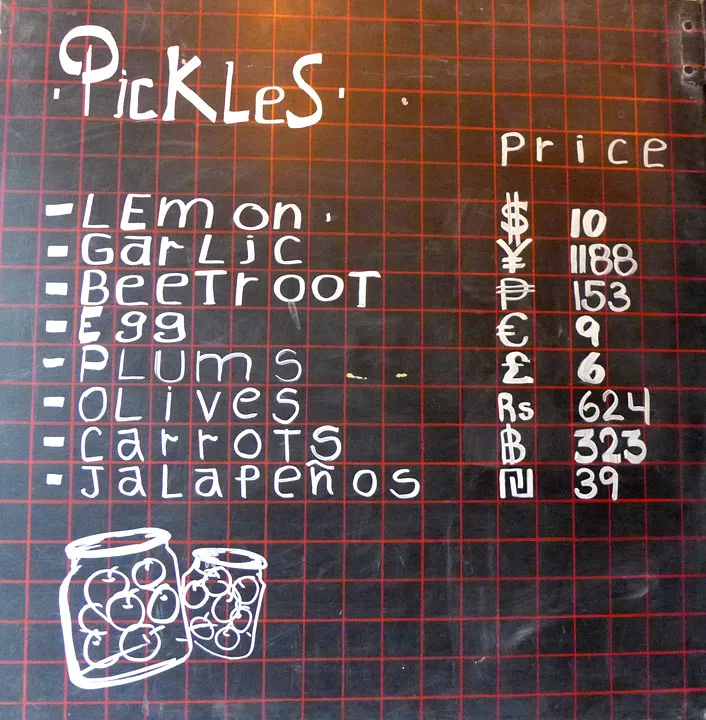 . PickLeS .
Price
- LEmon . $ 10
- GarLic ¥ 1188
- BeeTrooT ₱ 153
- Egg € 9
- PLums £ 6
- OLives Rs 624
- CarroTS ฿ 323
- JaLaPeños ₪ 39